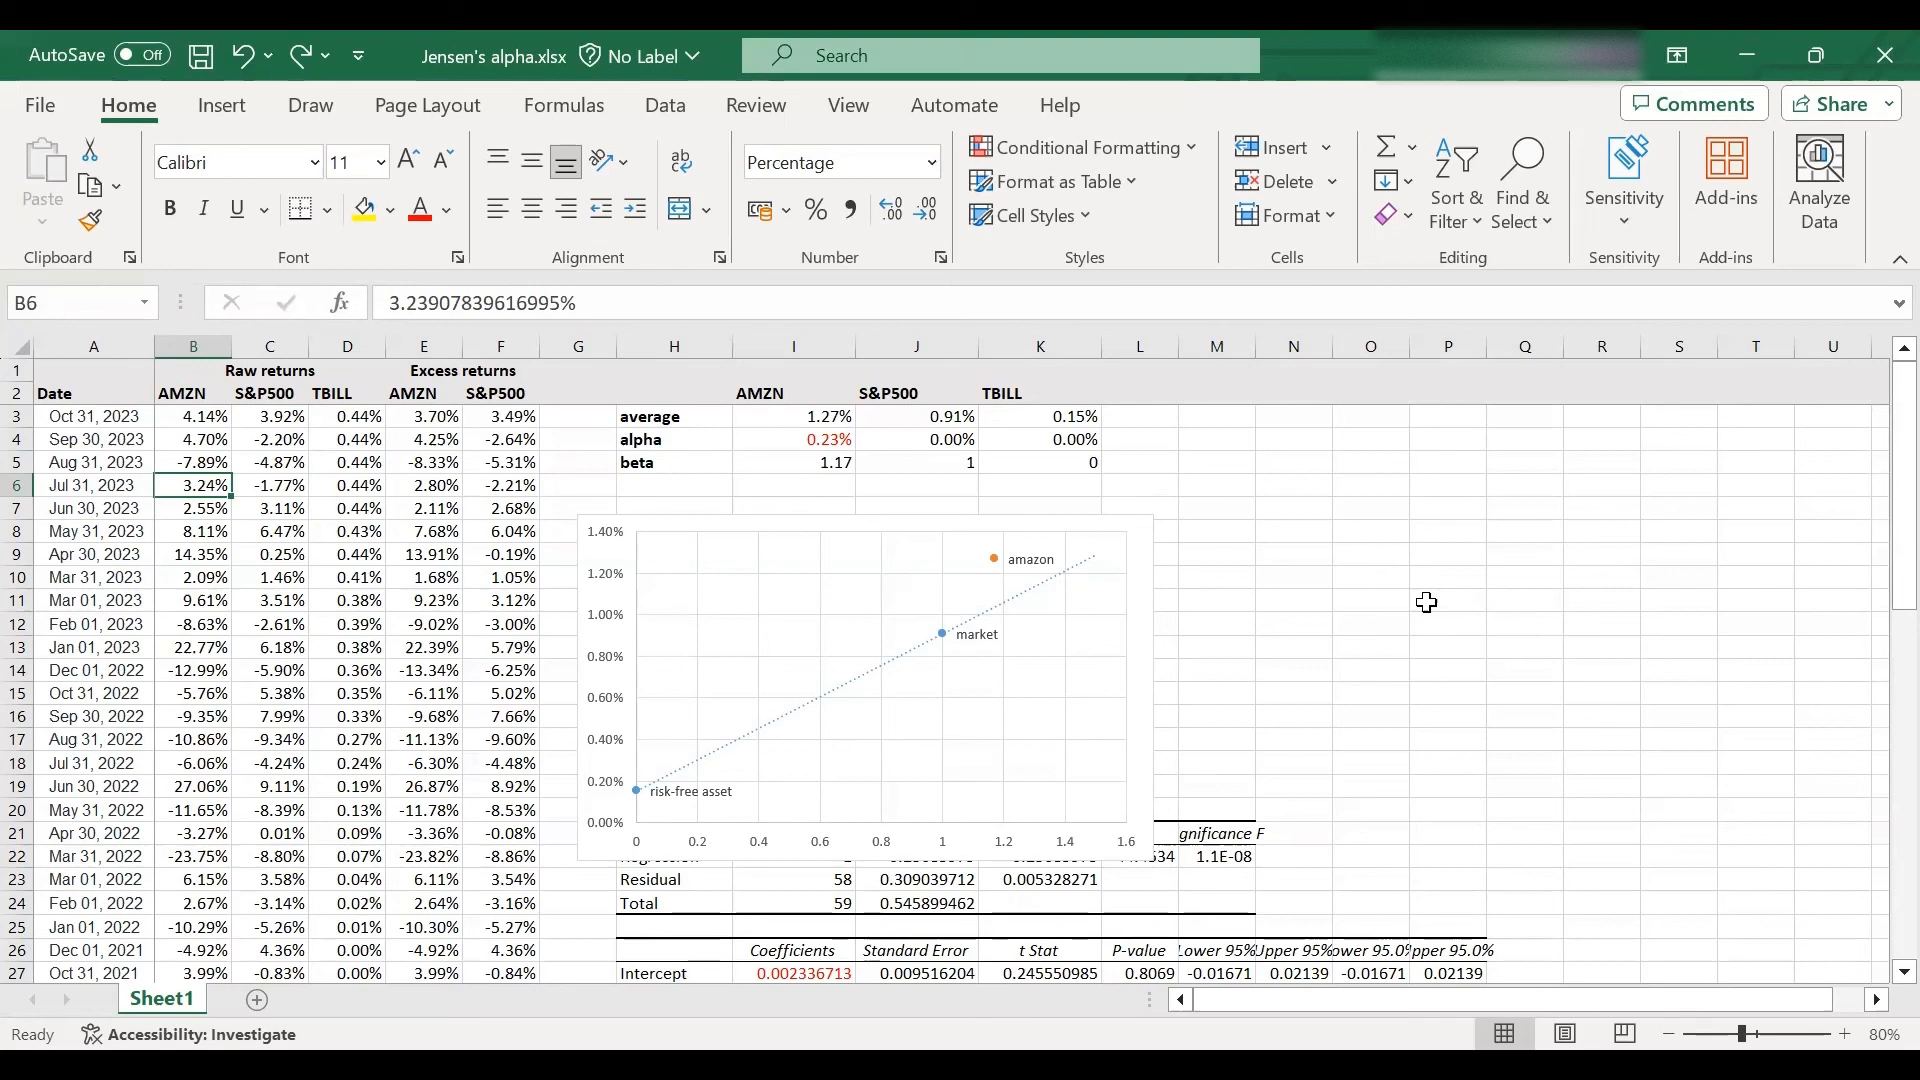 AutoSave Off Jensen's alpha.xlsx No Label Search
File Home Insert Draw Page Layout Formulas Data Review View Automate Help Comments Share
Paste Calibri 11 Percentage Conditional Formatting Format as Table Cell Styles Insert Delete Format Sort & Filter Find & Select Sensitivity Add-ins Analyze Data
Clipboard Font Alignment Number Styles Cells Editing Sensitivity Add-ins
B6 fx 3.23907839616995%
A B C D E F G H I J K L M N O P Q R S T U
1 Raw returns Excess returns
2 Date AMZN S&P500 TBILL AMZN S&P500 AMZN S&P500 TBILL
3 Oct 31, 2023 4.14% 3.92% 0.44% 3.70% 3.49% average 1.27% 0.91% 0.15%
4 Sep 30, 2023 4.70% -2.20% 0.44% 4.25% -2.64% alpha 0.23% 0.00% 0.00%
5 Aug 31, 2023 -7.89% -4.87% 0.44% -8.33% -5.31% beta 1.17 1 0
6 Jul 31, 2023 3.24% -1.77% 0.44% 2.80% -2.21%
7 Jun 30, 2023 2.55% 3.11% 0.44% 2.11% 2.68%
8 May 31, 2023 8.11% 6.47% 0.43% 7.68% 6.04% 1.40%
9 Apr 30, 2023 14.35% 0.25% 0.44% 13.91% -0.19% amazon
10 Mar 31, 2023 2.09% 1.46% 0.41% 1.68% 1.05% 1.20%
11 Mar 01, 2023 9.61% 3.51% 0.38% 9.23% 3.12%
12 Feb 01, 2023 -8.63% -2.61% 0.39% -9.02% -3.00% 1.00% market
13 Jan 01, 2023 22.77% 6.18% 0.38% 22.39% 5.79% 0.80%
14 Dec 01, 2022 -12.99% -5.90% 0.36% -13.34% -6.25%
15 Oct 31, 2022 -5.76% 5.38% 0.35% -6.11% 5.02% 0.60%
16 Sep 30, 2022 -9.35% 7.99% 0.33% -9.68% 7.66%
17 Aug 31, 2022 -10.86% -9.34% 0.27% -11.13% -9.60% 0.40%
18 Jul 31, 2022 -6.06% -4.24% 0.24% -6.30% -4.48%
19 Jun 30, 2022 27.06% 9.11% 0.19% 26.87% 8.92% 0.20% risk-free asset
20 May 31, 2022 -11.65% -8.39% 0.13% -11.78% -8.53% 0.00%
21 Apr 30, 2022 -3.27% 0.01% 0.09% -3.36% -0.08% 0 0.2 0.4 0.6 0.8 1 1.2 1.4 1.6 gnificance F
22 Mar 31, 2022 -23.75% -8.80% 0.07% -23.82% -8.86% 1.1E-08
23 Mar 01, 2022 6.15% 3.58% 0.04% 6.11% 3.54% Residual 58 0.309039712 0.005328271
24 Feb 01, 2022 2.67% -3.14% 0.02% 2.64% -3.16% Total 59 0.545899462
25 Jan 01, 2022 -10.29% -5.26% 0.01% -10.30% -5.27%
26 Dec 01, 2021 -4.92% 4.36% 0.00% -4.92% 4.36% Coefficients Standard Error t Stat P-value Lower 95% Upper 95% ower 95.0% pper 95.0%
27 Oct 31, 2021 3.99% -0.83% 0.00% 3.99% -0.84% Intercept 0.002336713 0.009516204 0.245550985 0.8069 -0.01671 0.02139 -0.01671 0.02139
Sheet1
Ready Accessibility: Investigate 80%